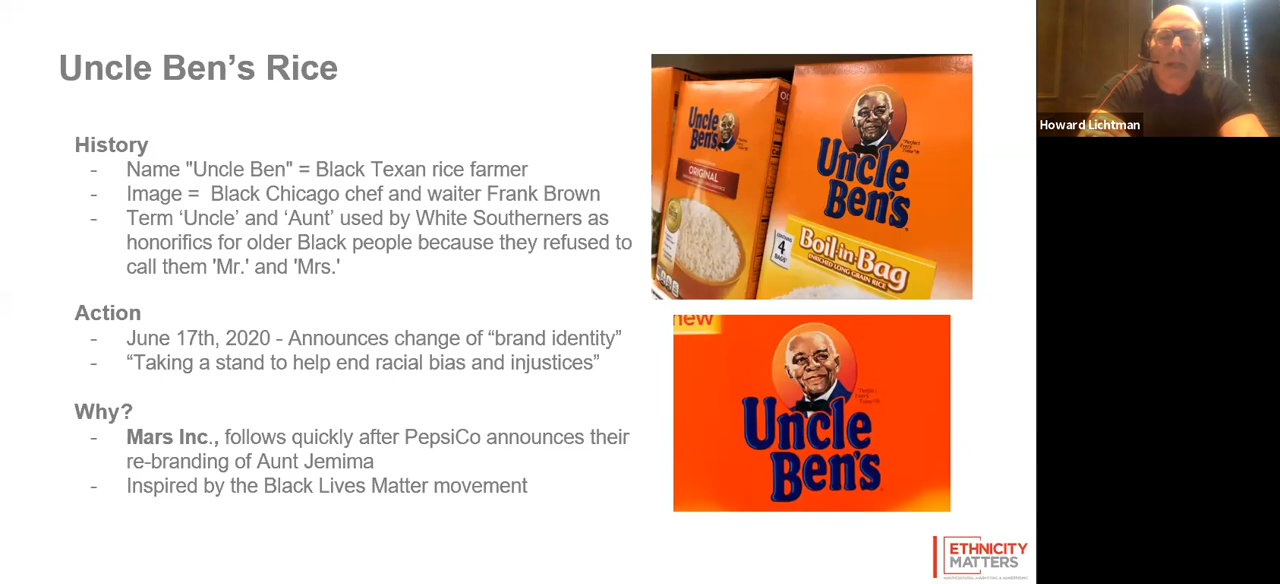 Uncle Ben’s Rice
History
- Name "Uncle Ben" = Black Texan rice farmer
- Image = Black Chicago chef and waiter Frank Brown
- Term ‘Uncle’ and ‘Aunt’ used by White Southerners as
honorifics for older Black people because they refused to
call them 'Mr.' and 'Mrs.'
Action
- June 17th, 2020 - Announces change of “brand identity”
- “Taking a stand to help end racial bias and injustices”
Why?
- Mars Inc., follows quickly after PepsiCo announces their
re-branding of Aunt Jemima
- Inspired by the Black Lives Matter movement
Uncle
Ben's
ORIGINAL
Uncle
Ben's
CONTAINS
4
BAGS
Boil-in-Bag
ENRICHED LONG GRAIN RICE
new
Uncle
Ben's
Howard Lichtman
ETHNICITY
MATTERS